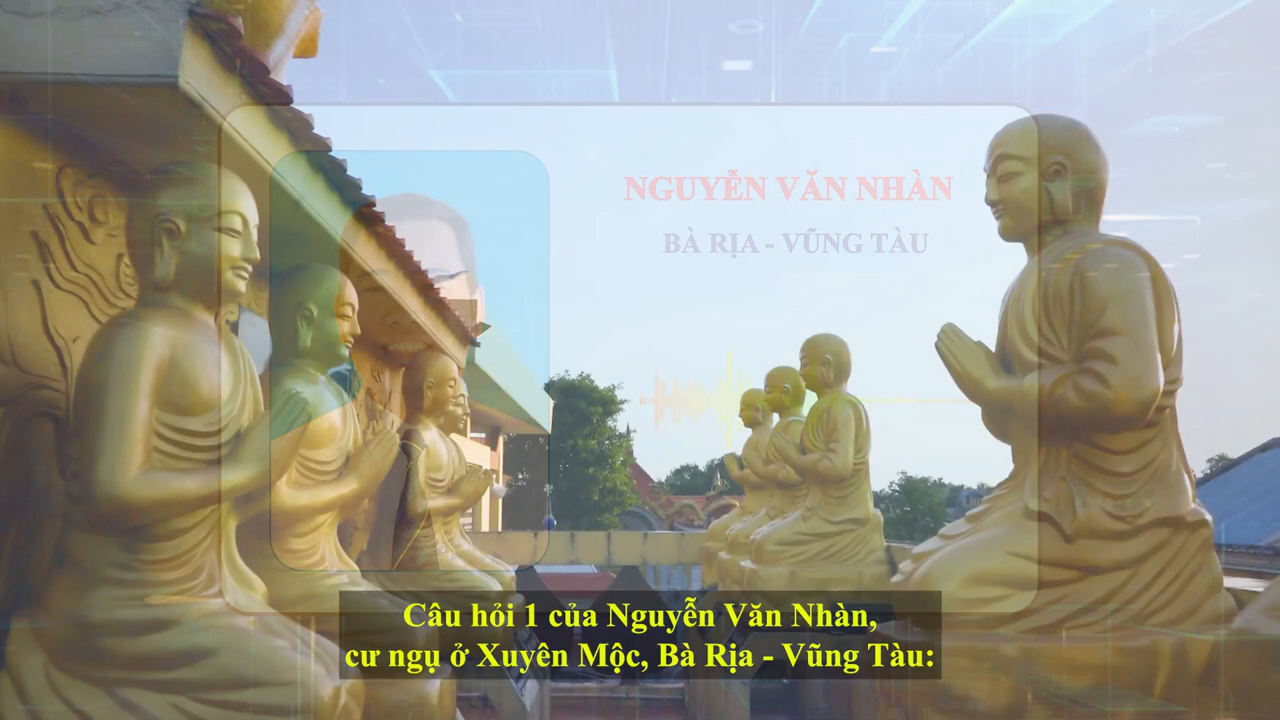 NGUYỄN VĂN NHÀN
BÀ RỊA - VŨNG TÀU
Câu hỏi 1 của Nguyễn Văn Nhàn,
cư ngụ ở Xuyên Mộc, Bà Rịa - Vũng Tàu: